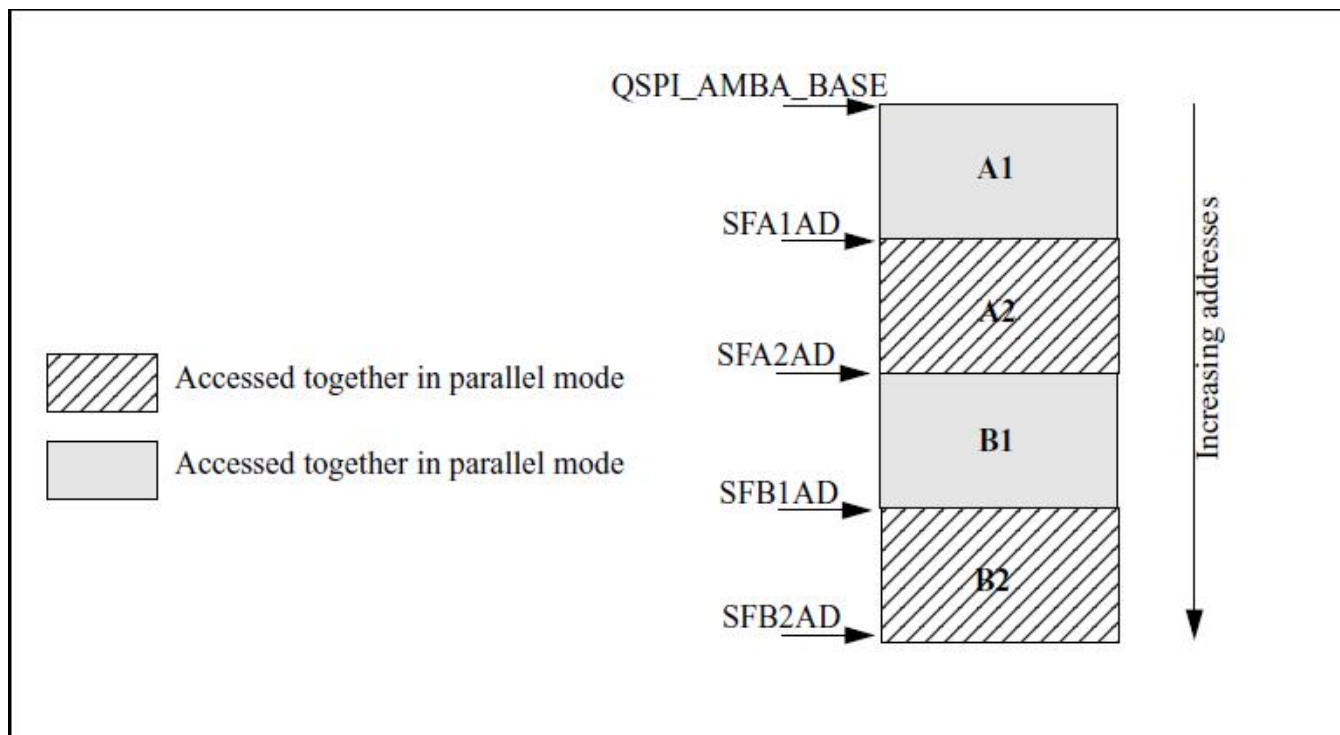 QSPI_AMBA_BASE
A1
SFA1AD
A2
SFA2AD
Accessed together in parallel mode
B1
Accessed together in parallel mode
SFB1AD
B2
SFB2AD
Increasing addresses